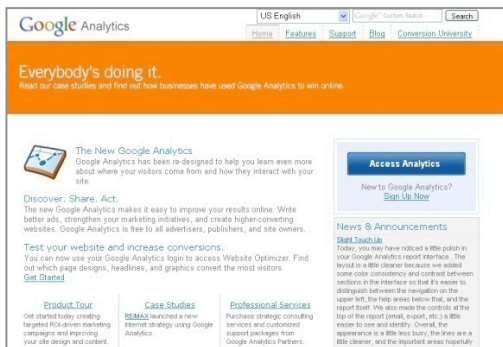 Google Analytics
US English
Google™ Custom Search
Search
Home Features Support Blog Conversion University
Everybody's doing it.
Read our case studies and find out how businesses have used Google Analytics to win online.
The New Google Analytics
Google Analytics has been re-designed to help you learn even more
about where your visitors come from and how they interact with your
site.
Discover. Share. Act.
The new Google Analytics makes it easy to improve your results online. Write
better ads, strengthen your marketing initiatives, and create higher-converting
websites. Google Analytics is free to all advertisers, publishers, and site owners.
Test your website and increase conversions.
You can now use your Google Analytics login to access Website Optimizer. Find
out which page designs, headlines, and graphics convert the most visitors.
Get Started
Product Tour
Get started today creating
targeted ROI-driven marketing
campaigns and improving
your site design and content.
Case Studies
RE/MAX launched a new
Internet strategy using Google
Analytics.
Professional Services
Purchase strategic consulting
services and customized
support packages from
Google Analytics Partners.
Access Analytics
New to Google Analytics?
Sign Up Now
News & Announcements
Slight Touch Up
Today, you may have noticed a little polish in
your Google Analytics report interface. The
layout is a little cleaner because we added
some color consistency and contrast between
sections in the interface so that it's easier to
distinguish between the navigation on the
upper left, the help areas below that, and the
report itself. We also made the controls at the
top of the report (email, export, etc.) a little
easier to see and identify. Overall, the
appearance is a little less busy, the lines are a
little cleaner, and the important areas hopefully